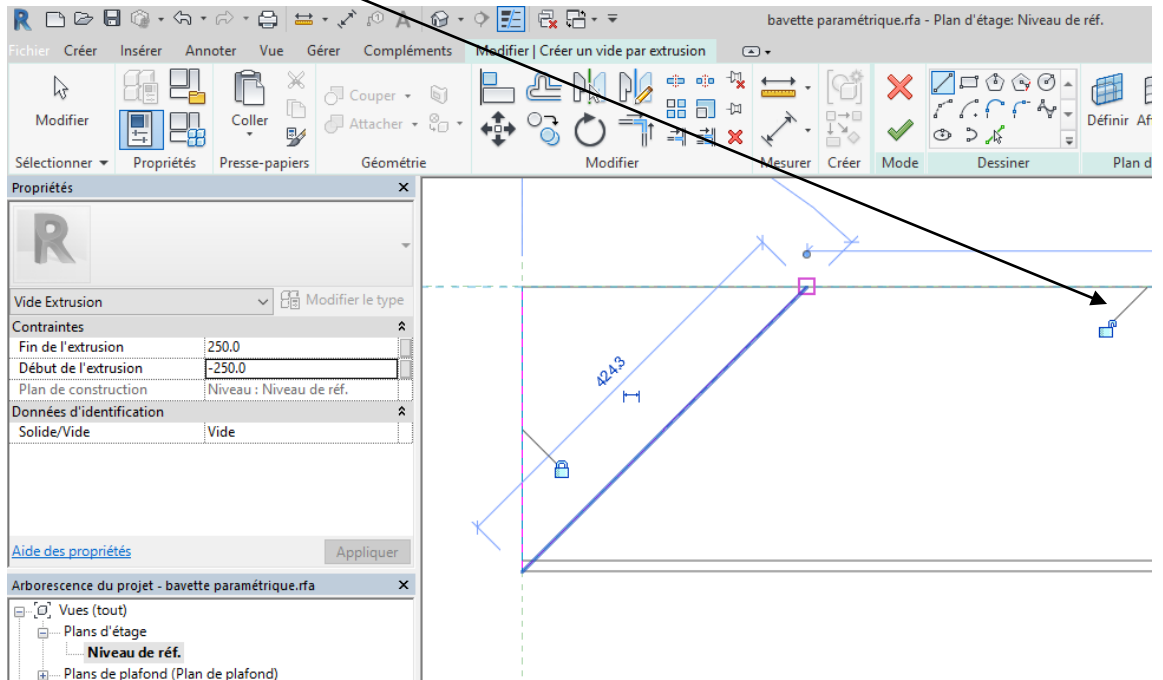 bavette paramétrique.rfa - Plan d'étage: Niveau de réf.
Fichier Créer Insérer Annoter Vue Gérer Compléments Modifier | Créer un vide par extrusion
Modifier
Coller
Couper
Attacher
Définir
Sélectionner Propriétés Presse-papiers Géométrie Modifier Mesurer Créer Mode Dessiner Plan d
Propriétés
R
Vide Extrusion
Modifier le type
Contraintes
Fin de l'extrusion 250.0
Début de l'extrusion -250.0
Plan de construction Niveau : Niveau de réf.
Données d'identification
Solide/Vide Vide
Aide des propriétés
Appliquer
424.3
Arborescence du projet - bavette paramétrique.rfa
Vues (tout)
Plans d'étage
Niveau de réf.
Plans de plafond (Plan de plafond)